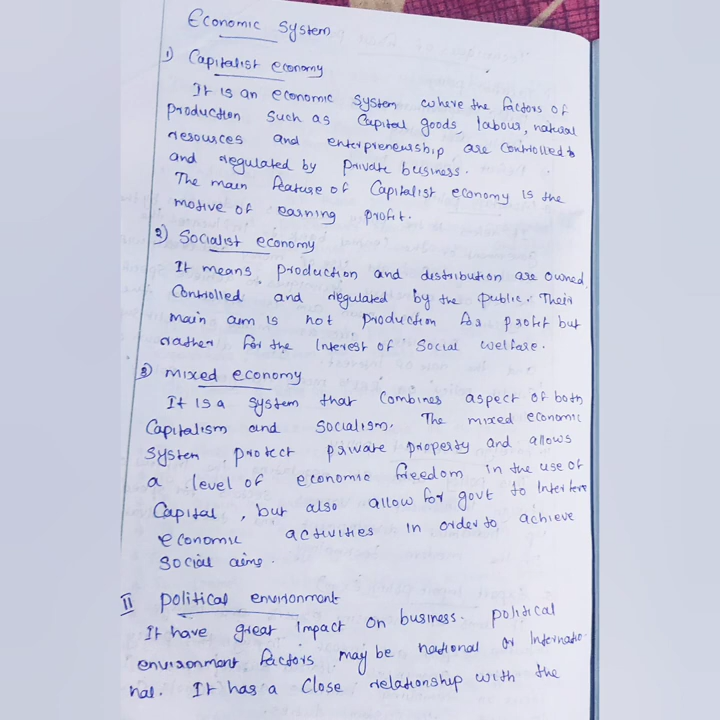 Economic System
1) Capitalist economy
It is an economic system where the factors of
production such as Capital goods, labour, natural
resources and enterpreneurship are controlled
and regulated by private business.
The main feature of Capitalist economy is the
motive of earning profit.
2) Socialist economy
It means production and distribution are owned,
Controlled and regulated by the public. Their
main aim is not production for profit but
rather for the Interest of Social welfare.
3) mixed economy
It is a system that combines aspect of both
Capitalism and socialism. The mixed economic
system protect private property and allows
a level of economic freedom in the use of
Capital, but also allow for govt to Interfere
economic activities in order to achieve
social aims.
II political environment
It have great impact on business. political
environment factors may be national or Internatio-
nal. It has a close relationship with the